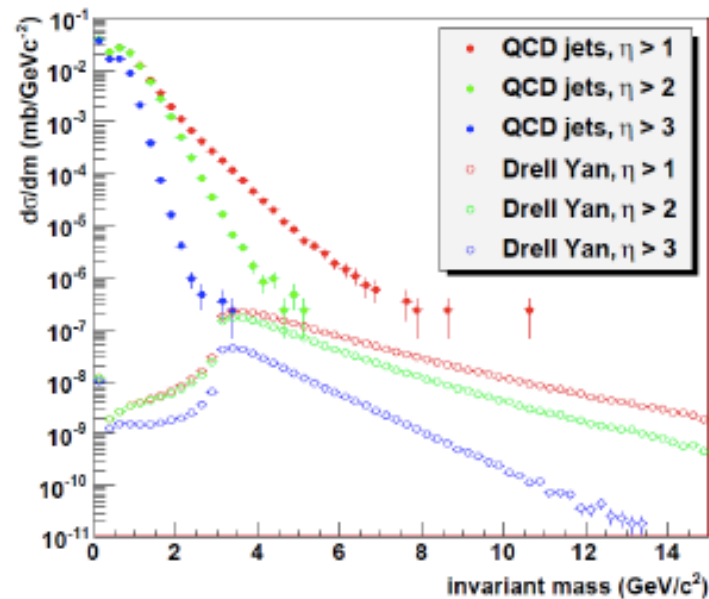 dσ/dm (mb/GeVc⁻²)
10⁻¹
10⁻²
10⁻³
10⁻⁴
10⁻⁵
10⁻⁶
10⁻⁷
10⁻⁸
10⁻⁹
10⁻¹⁰
10⁻¹¹
QCD jets, η > 1
QCD jets, η > 2
QCD jets, η > 3
Drell Yan, η > 1
Drell Yan, η > 2
Drell Yan, η > 3
0 2 4 6 8 10 12 14
invariant mass (GeV/c²)